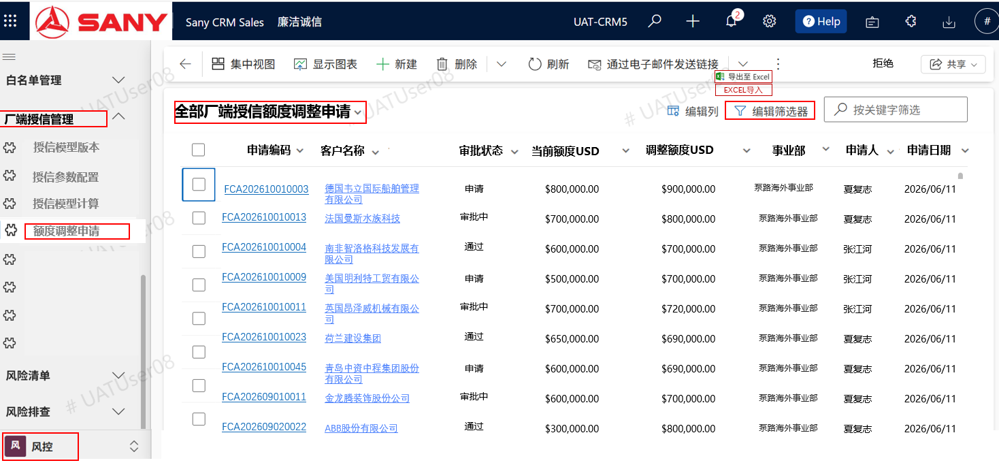 SANY
Sany CRM Sales 廉洁诚信
UAT-CRM5
2
Help
#
白名单管理
厂端授信管理
授信模型版本
授信参数配置
授信模型计算
额度调整申请
风险清单
风险排查
风 风控
集中视图 显示图表 新建 删除 刷新 通过电子邮件发送链接 拒绝 共享
导出至 Excel
EXCEL导入
全部厂端授信额度调整申请 编辑列 编辑筛选器 按关键字筛选
申请编码 客户名称 审批状态 当前额度USD 调整额度USD 事业部 申请人 申请日期
FCA202610010003 德国韦立国际船舶管理 申请 $800,000.00 $900,000.00 泵路海外事业部 夏复志 2026/06/11
有限公司
FCA202610010013 法国曼斯水族科技 审批中 $700,000.00 $800,000.00 泵路海外事业部 夏复志 2026/06/11
FCA202610010004 南非智洛格科技发展有 通过 $600,000.00 $700,000.00 泵路海外事业部 张江河 2026/06/11
限公司
FCA202610010009 美国明利特工贸有限公 申请 $500,000.00 $700,000.00 泵路海外事业部 张江河 2026/06/11
司
FCA202610010011 英国昂泽威机械有限公 审批中 $700,000.00 $720,000.00 泵路海外事业部 张江河 2026/06/11
司
FCA202610010023 荷兰建设集团 通过 $650,000.00 $690,000.00 泵路海外事业部 夏复志 2026/06/11
FCA202610010045 青岛中资中程集团股份 申请 $600,000.00 $690,000.00 泵路海外事业部 夏复志 2026/06/11
有限公司
FCA202609010011 金龙腾装饰股份公司 审批中 $600,000.00 $700,000.00 泵路海外事业部 夏复志 2026/06/11
FCA202609020022 ABB股份有限公司 通过 $300,000.00 $800,000.00 泵路海外事业部 夏复志 2026/06/11
# UATUser08
# UATUser08
# UATUser08